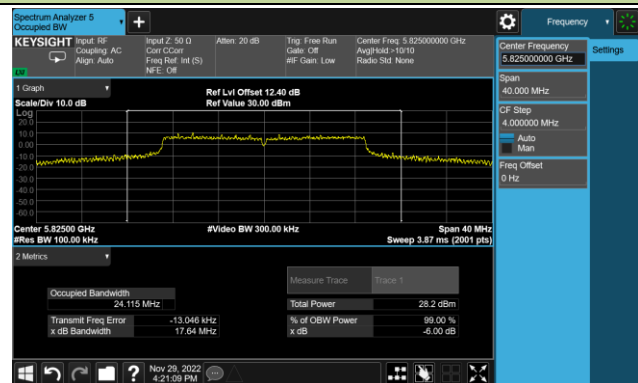 Spectrum Analyzer 5
Occupied BW
Frequency
KEYSIGHT
Input: RF
Coupling: AC
Align: Auto
Input Z: 50 Ω
Corr CCorr
Freq Ref: Int (S)
NFE: Off
Atten: 20 dB
Trig: Free Run
Gate: Off
#IF Gain: Low
Center Freq: 5.825000000 GHz
Avg|Hold >10/10
Radio Std: None
1 Graph
Scale/Div 10.0 dB
Ref Lvl Offset 12.40 dB
Ref Value 30.00 dBm
Log
20.0
10.0
0.00
-10.0
-20.0
-30.0
-40.0
-50.0
-60.0
Center 5.82500 GHz
#Res BW 100.00 kHz
#Video BW 300.00 kHz
Span 40 MHz
Sweep 3.87 ms (2001 pts)
2 Metrics
Measure Trace
Trace 1
Occupied Bandwidth
24.115 MHz
Total Power
28.2 dBm
Transmit Freq Error
-13.046 kHz
% of OBW Power
99.00 %
x dB Bandwidth
17.64 MHz
x dB
-6.00 dB
Nov 29, 2022
4:21:09 PM
Center Frequency
5.825000000 GHz
Settings
Span
40.000 MHz
CF Step
4.000000 MHz
Auto
Man
Freq Offset
0 Hz